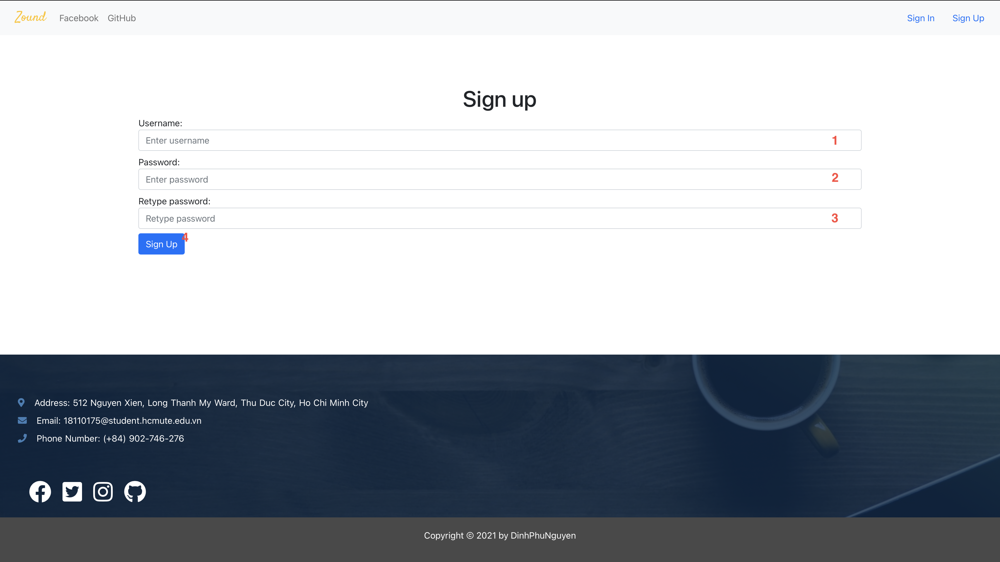 Zound Facebook GitHub Sign In Sign Up
Sign up
Username:
Enter username 1
Password:
Enter password 2
Retype password:
Retype password 3
Sign Up 4
Address: 512 Nguyen Xien, Long Thanh My Ward, Thu Duc City, Ho Chi Minh City
Email: 18110175@student.hcmute.edu.vn
Phone Number: (+84) 902-746-276
Copyright © 2021 by DinhPhuNguyen